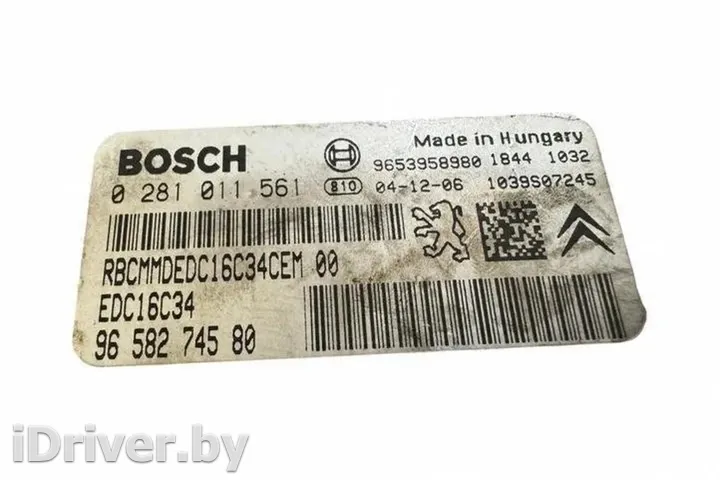 BOSCH
Made in Hungary
9653958980 1844 1032
0 281 011 561 810 04-12-06 1039S07245
RBCMMDEDC16C34CEM 00
EDC16C34
96 582 745 80
iDriver.by